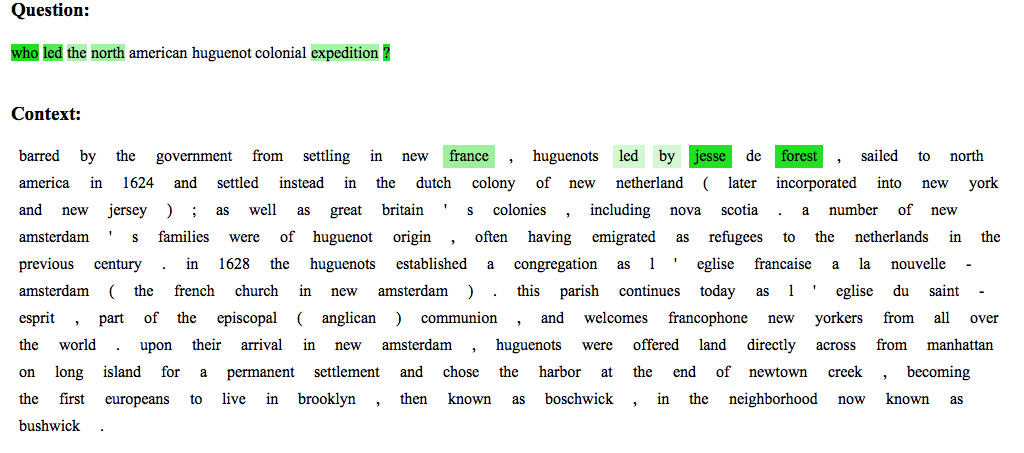 Question:
who led the north american huguenot colonial expedition ?
Context:
barred by the government from settling in new france , huguenots led by jesse de forest , sailed to north
america in 1624 and settled instead in the dutch colony of new netherland ( later incorporated into new york
and new jersey ) ; as well as great britain ' s colonies , including nova scotia . a number of new
amsterdam ' s families were of huguenot origin , often having emigrated as refugees to the netherlands in the
previous century . in 1628 the huguenots established a congregation as l ' eglise francaise a la nouvelle -
amsterdam ( the french church in new amsterdam ) . this parish continues today as l ' eglise du saint -
esprit , part of the episcopal ( anglican ) communion , and welcomes francophone new yorkers from all over
the world . upon their arrival in new amsterdam , huguenots were offered land directly across from manhattan
on long island for a permanent settlement and chose the harbor at the end of newtown creek , becoming
the first europeans to live in brooklyn , then known as boschwick , in the neighborhood now known as
bushwick .